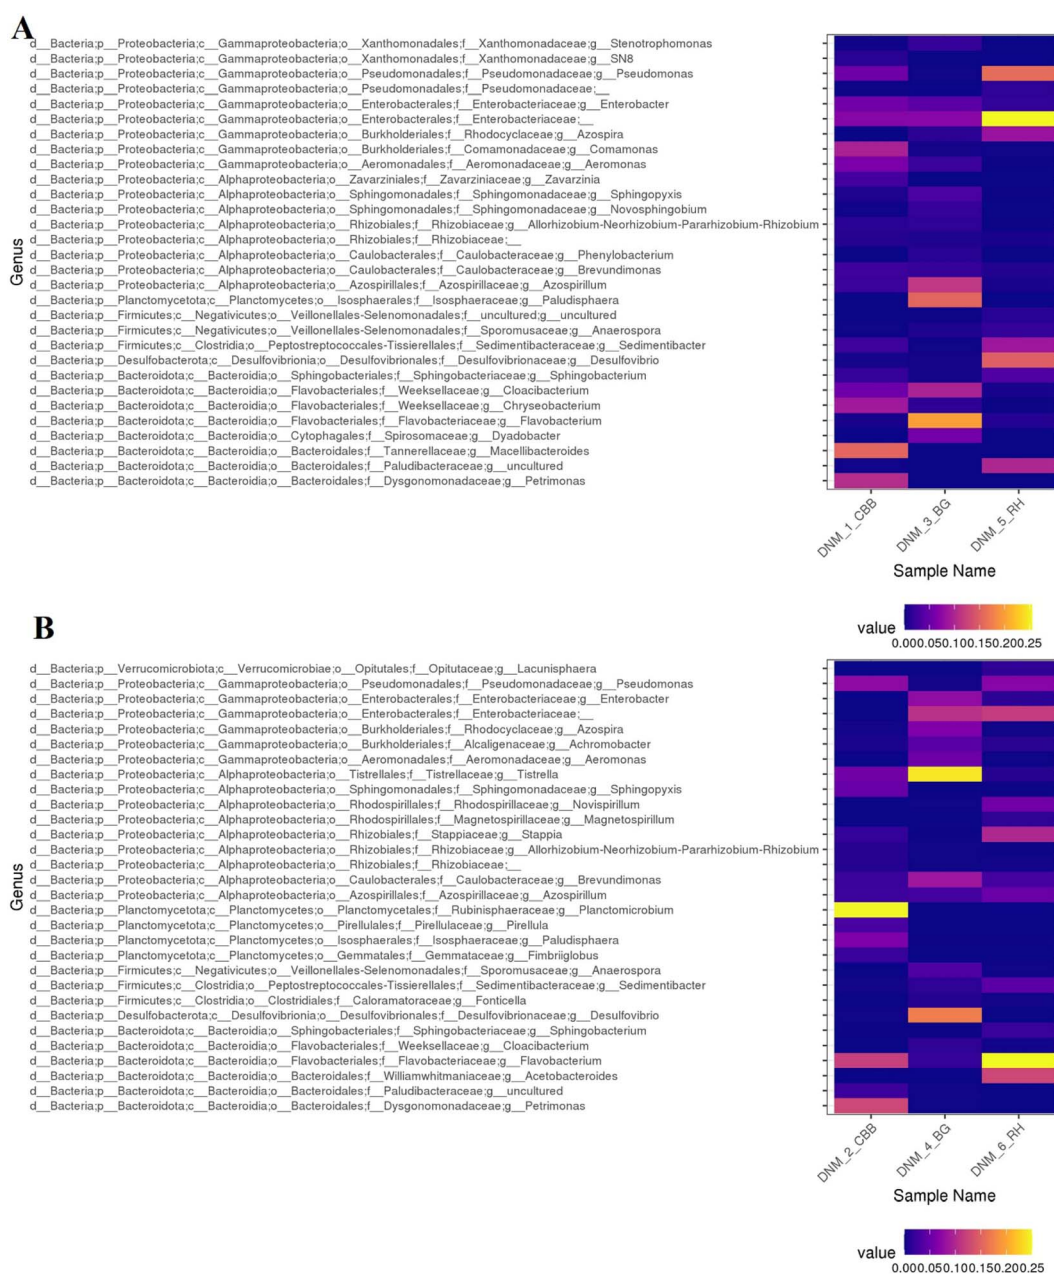 A
d__Bacteria;p__Proteobacteria;c__Gammaproteobacteria;o__Xanthomonadales;f__Xanthomonadaceae;g__Stenotrophomonas
d__Bacteria;p__Proteobacteria;c__Gammaproteobacteria;o__Xanthomonadales;f__Xanthomonadaceae;g__SN8
d__Bacteria;p__Proteobacteria;c__Gammaproteobacteria;o__Pseudomonadales;f__Pseudomonadaceae;g__Pseudomonas
d__Bacteria;p__Proteobacteria;c__Gammaproteobacteria;o__Pseudomonadales;f__Pseudomonadaceae;__
d__Bacteria;p__Proteobacteria;c__Gammaproteobacteria;o__Enterobacterales;f__Enterobacteriaceae;g__Enterobacter
d__Bacteria;p__Proteobacteria;c__Gammaproteobacteria;o__Enterobacterales;f__Enterobacteriaceae;__
d__Bacteria;p__Proteobacteria;c__Gammaproteobacteria;o__Burkholderiales;f__Rhodocyclaceae;g__Azospira
d__Bacteria;p__Proteobacteria;c__Gammaproteobacteria;o__Burkholderiales;f__Comamonadaceae;g__Comamonas
d__Bacteria;p__Proteobacteria;c__Gammaproteobacteria;o__Aeromonadales;f__Aeromonadaceae;g__Aeromonas
d__Bacteria;p__Proteobacteria;c__Alphaproteobacteria;o__Zavarziniales;f__Zavarziniaceae;g__Zavarzinia
d__Bacteria;p__Proteobacteria;c__Alphaproteobacteria;o__Sphingomonadales;f__Sphingomonadaceae;g__Sphingopyxis
d__Bacteria;p__Proteobacteria;c__Alphaproteobacteria;o__Sphingomonadales;f__Sphingomonadaceae;g__Novosphingobium
d__Bacteria;p__Proteobacteria;c__Alphaproteobacteria;o__Rhizobiales;f__Rhizobiaceae;g__Allorhizobium-Neorhizobium-Pararhizobium-Rhizobium
d__Bacteria;p__Proteobacteria;c__Alphaproteobacteria;o__Rhizobiales;f__Rhizobiaceae;__
d__Bacteria;p__Proteobacteria;c__Alphaproteobacteria;o__Caulobacterales;f__Caulobacteraceae;g__Phenylobacterium
d__Bacteria;p__Proteobacteria;c__Alphaproteobacteria;o__Caulobacterales;f__Caulobacteraceae;g__Brevundimonas
d__Bacteria;p__Proteobacteria;c__Alphaproteobacteria;o__Azospirillales;f__Azospirillaceae;g__Azospirillum
d__Bacteria;p__Planctomycetota;c__Planctomycetes;o__Isosphaerales;f__Isosphaeraceae;g__Paludisphaera
d__Bacteria;p__Firmicutes;c__Negativicutes;o__Veillonellales-Selenomonadales;f__uncultured;g__uncultured
d__Bacteria;p__Firmicutes;c__Negativicutes;o__Veillonellales-Selenomonadales;f__Sporomusaceae;g__Anaerospora
d__Bacteria;p__Firmicutes;c__Clostridia;o__Peptostreptococcales-Tissierellales;f__Sedimentibacteraceae;g__Sedimentibacter
d__Bacteria;p__Desulfobacterota;c__Desulfovibrionia;o__Desulfovibrionales;f__Desulfovibrionaceae;g__Desulfovibrio
d__Bacteria;p__Bacteroidota;c__Bacteroidia;o__Sphingobacteriales;f__Sphingobacteriaceae;g__Sphingobacterium
d__Bacteria;p__Bacteroidota;c__Bacteroidia;o__Flavobacteriales;f__Weeksellaceae;g__Cloacibacterium
d__Bacteria;p__Bacteroidota;c__Bacteroidia;o__Flavobacteriales;f__Weeksellaceae;g__Chryseobacterium
d__Bacteria;p__Bacteroidota;c__Bacteroidia;o__Flavobacteriales;f__Flavobacteriaceae;g__Flavobacterium
d__Bacteria;p__Bacteroidota;c__Bacteroidia;o__Cytophagales;f__Spirosomaceae;g__Dyadobacter
d__Bacteria;p__Bacteroidota;c__Bacteroidia;o__Bacteroidales;f__Tannerellaceae;g__Macellibacteroides
d__Bacteria;p__Bacteroidota;c__Bacteroidia;o__Bacteroidales;f__Paludibacteraceae;g__uncultured
d__Bacteria;p__Bacteroidota;c__Bacteroidia;o__Bacteroidales;f__Dysgonomonadaceae;g__Petrimonas
Genus
DNM_1_CBB
DNM_3_BG
DNM_5_RH
Sample Name
value
0.000.050.100.150.200.25
B
d__Bacteria;p__Verrucomicrobiota;c__Verrucomicrobiae;o__Opitutales;f__Opitutaceae;g__Lacunisphaera
d__Bacteria;p__Proteobacteria;c__Gammaproteobacteria;o__Pseudomonadales;f__Pseudomonadaceae;g__Pseudomonas
d__Bacteria;p__Proteobacteria;c__Gammaproteobacteria;o__Enterobacterales;f__Enterobacteriaceae;g__Enterobacter
d__Bacteria;p__Proteobacteria;c__Gammaproteobacteria;o__Enterobacterales;f__Enterobacteriaceae;__
d__Bacteria;p__Proteobacteria;c__Gammaproteobacteria;o__Burkholderiales;f__Rhodocyclaceae;g__Azospira
d__Bacteria;p__Proteobacteria;c__Gammaproteobacteria;o__Burkholderiales;f__Alcaligenaceae;g__Achromobacter
d__Bacteria;p__Proteobacteria;c__Gammaproteobacteria;o__Aeromonadales;f__Aeromonadaceae;g__Aeromonas
d__Bacteria;p__Proteobacteria;c__Alphaproteobacteria;o__Tistrellales;f__Tistrellaceae;g__Tistrella
d__Bacteria;p__Proteobacteria;c__Alphaproteobacteria;o__Sphingomonadales;f__Sphingomonadaceae;g__Sphingopyxis
d__Bacteria;p__Proteobacteria;c__Alphaproteobacteria;o__Rhodospirillales;f__Rhodospirillaceae;g__Novispirillum
d__Bacteria;p__Proteobacteria;c__Alphaproteobacteria;o__Rhodospirillales;f__Magnetospirillaceae;g__Magnetospirillum
d__Bacteria;p__Proteobacteria;c__Alphaproteobacteria;o__Rhizobiales;f__Stappiaceae;g__Stappia
d__Bacteria;p__Proteobacteria;c__Alphaproteobacteria;o__Rhizobiales;f__Rhizobiaceae;g__Allorhizobium-Neorhizobium-Pararhizobium-Rhizobium
d__Bacteria;p__Proteobacteria;c__Alphaproteobacteria;o__Rhizobiales;f__Rhizobiaceae;__
d__Bacteria;p__Proteobacteria;c__Alphaproteobacteria;o__Caulobacterales;f__Caulobacteraceae;g__Brevundimonas
d__Bacteria;p__Proteobacteria;c__Alphaproteobacteria;o__Azospirillales;f__Azospirillaceae;g__Azospirillum
d__Bacteria;p__Planctomycetota;c__Planctomycetes;o__Planctomycetales;f__Rubinisphaeraceae;g__Planctomicrobium
d__Bacteria;p__Planctomycetota;c__Planctomycetes;o__Pirellulales;f__Pirellulaceae;g__Pirellula
d__Bacteria;p__Planctomycetota;c__Planctomycetes;o__Isosphaerales;f__Isosphaeraceae;g__Paludisphaera
d__Bacteria;p__Planctomycetota;c__Planctomycetes;o__Gemmatales;f__Gemmataceae;g__Fimbriiglobus
d__Bacteria;p__Firmicutes;c__Negativicutes;o__Veillonellales-Selenomonadales;f__Sporomusaceae;g__Anaerospora
d__Bacteria;p__Firmicutes;c__Clostridia;o__Peptostreptococcales-Tissierellales;f__Sedimentibacteraceae;g__Sedimentibacter
d__Bacteria;p__Firmicutes;c__Clostridia;o__Clostridiales;f__Caloramatoraceae;g__Fonticella
d__Bacteria;p__Desulfobacterota;c__Desulfovibrionia;o__Desulfovibrionales;f__Desulfovibrionaceae;g__Desulfovibrio
d__Bacteria;p__Bacteroidota;c__Bacteroidia;o__Sphingobacteriales;f__Sphingobacteriaceae;g__Sphingobacterium
d__Bacteria;p__Bacteroidota;c__Bacteroidia;o__Flavobacteriales;f__Weeksellaceae;g__Cloacibacterium
d__Bacteria;p__Bacteroidota;c__Bacteroidia;o__Flavobacteriales;f__Flavobacteriaceae;g__Flavobacterium
d__Bacteria;p__Bacteroidota;c__Bacteroidia;o__Bacteroidales;f__Williamwhitmaniaceae;g__Acetobacteroides
d__Bacteria;p__Bacteroidota;c__Bacteroidia;o__Bacteroidales;f__Paludibacteraceae;g__uncultured
d__Bacteria;p__Bacteroidota;c__Bacteroidia;o__Bacteroidales;f__Dysgonomonadaceae;g__Petrimonas
Genus
DNM_2_CBB
DNM_4_BG
DNM_6_RH
Sample Name
value
0.000.050.100.150.200.25